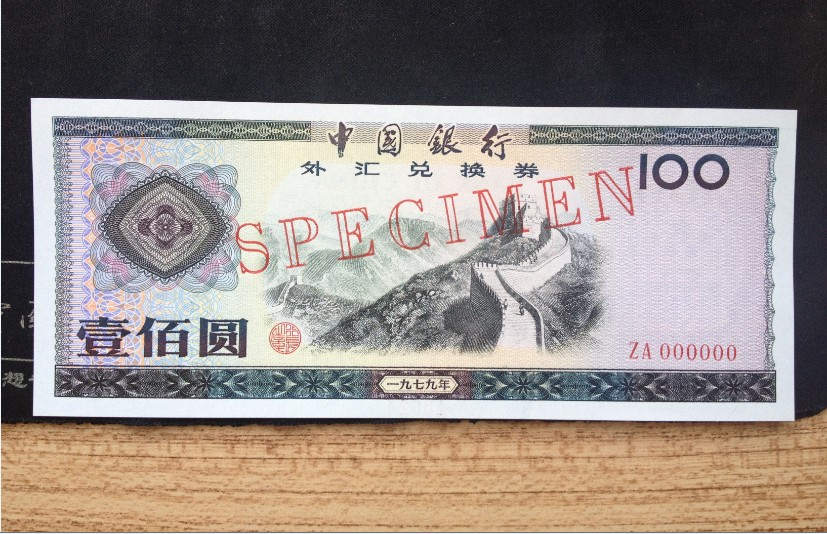 中国银行
外汇兑换券
100
SPECIMEN
壹佰圆
ZA 000000
一九七九年